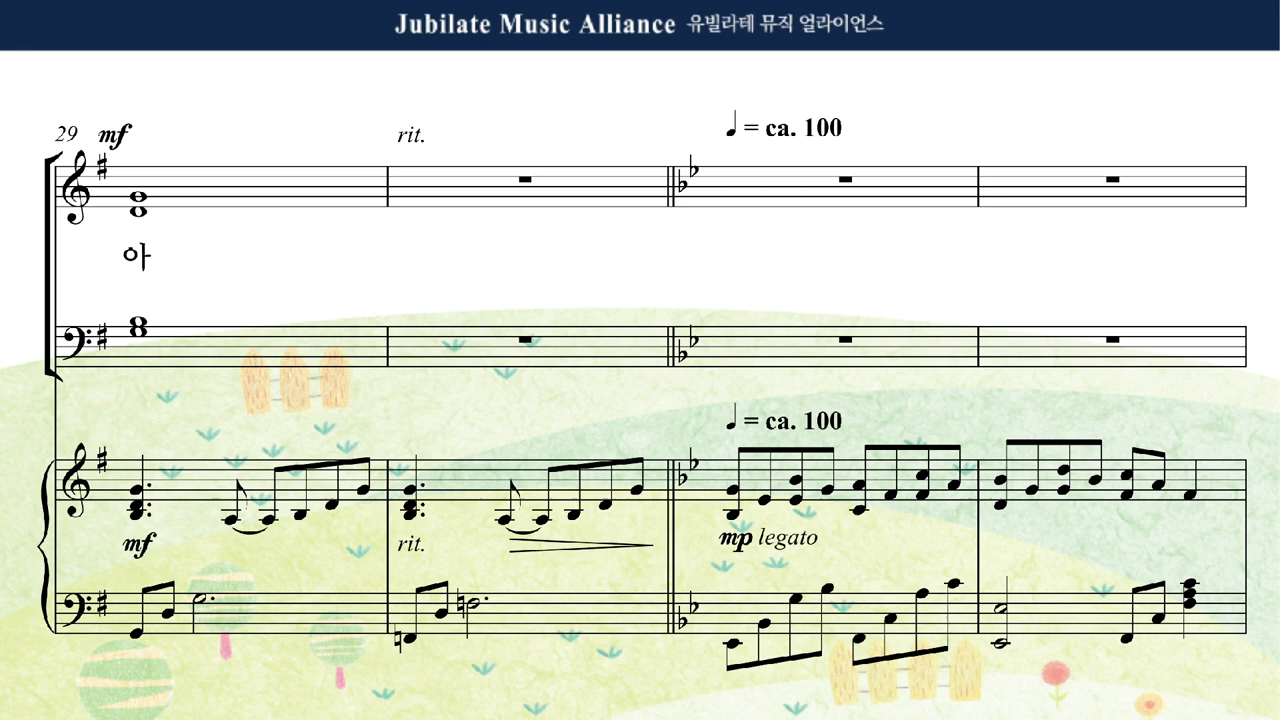 Jubilate Music Alliance 유빌라테 뮤직 얼라이언스
29 mf rit. ♩ = ca. 100
아
♩ = ca. 100
mf rit. mp legato